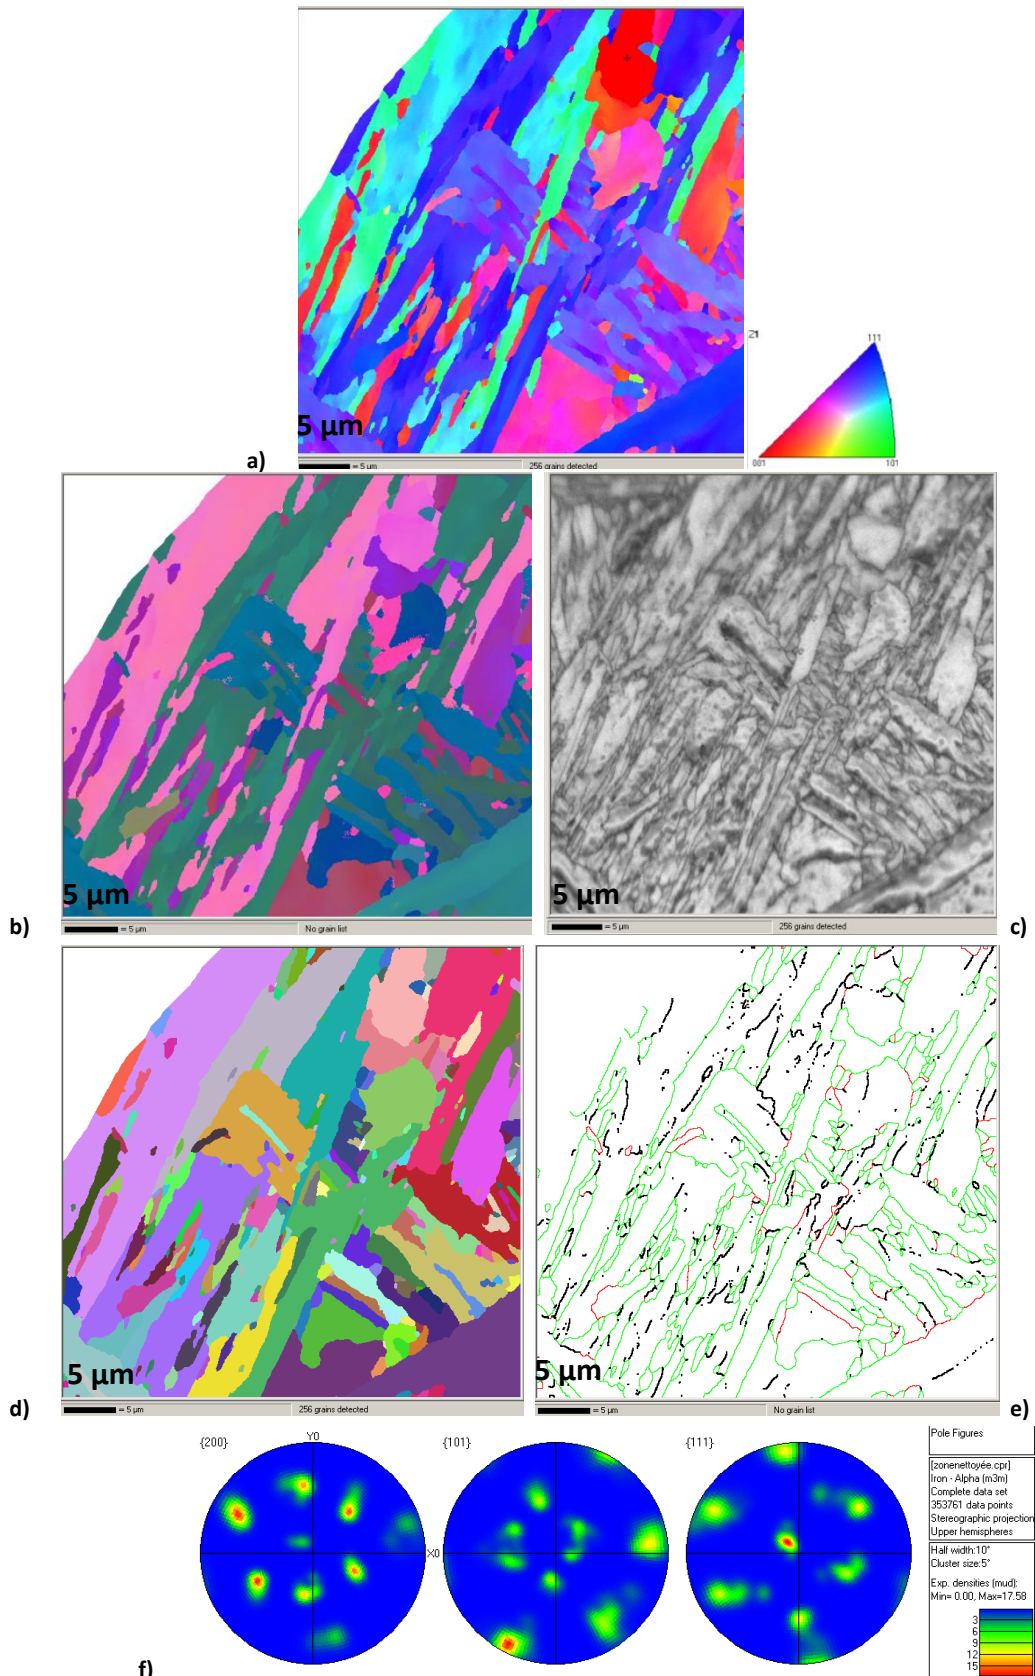 Z1
111
001
101
5 µm
a)
= 5 µm
256 grains detected
5 µm
b)
= 5 µm
No grain list
= 5 µm
256 grains detected
c)
5 µm
d)
= 5 µm
256 grains detected
5 µm
e)
= 5 µm
No grain list
{200}
Y0
X0
{101}
{111}
Pole Figures
[zonenettoyée.cpr]
Iron - Alpha (m3m)
Complete data set
353761 data points
Stereographic projection
Upper hemispheres
Half width:10°
Cluster size:5°
Exp. densities (mud):
Min= 0.00, Max=17.58
3
6
9
12
15
f)